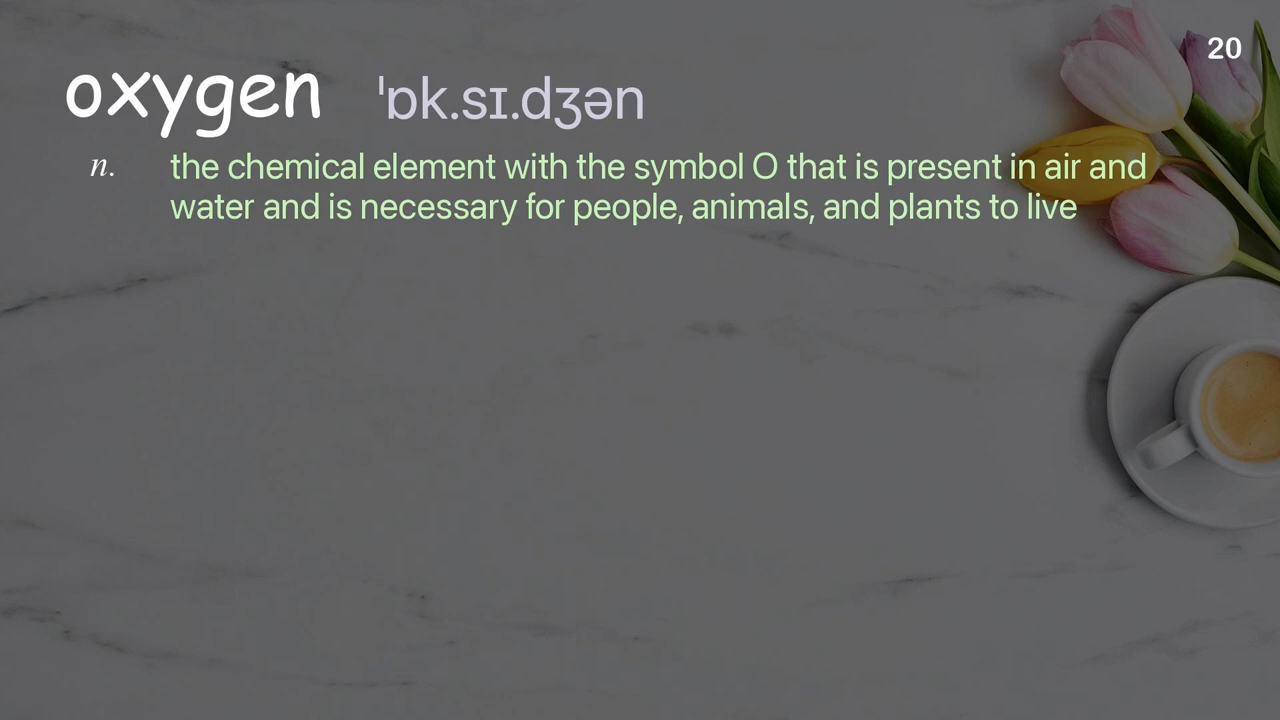 20
oxygen ˈɒk.sɪ.dʒən
n. the chemical element with the symbol O that is present in air and
water and is necessary for people, animals, and plants to live